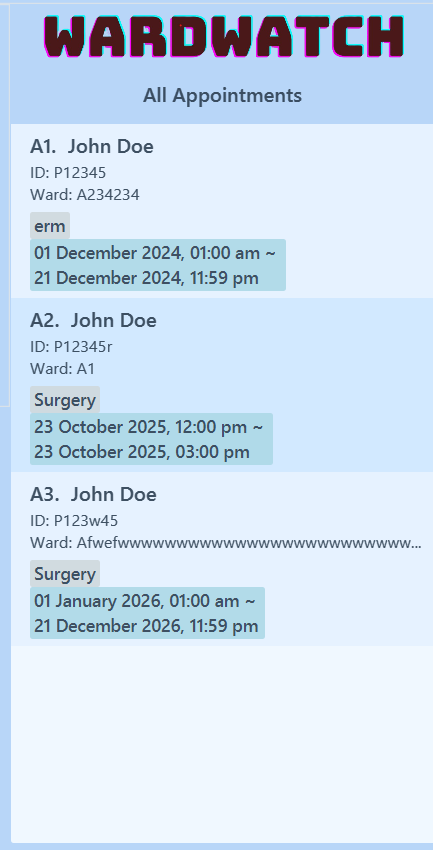 WARDWATCH
All Appointments
A1. John Doe
ID: P12345
Ward: A234234
erm
01 December 2024, 01:00 am ~
21 December 2024, 11:59 pm
A2. John Doe
ID: P12345r
Ward: A1
Surgery
23 October 2025, 12:00 pm ~
23 October 2025, 03:00 pm
A3. John Doe
ID: P123w45
Ward: Afwefwwwwwwwwwwwwwwwwwwwwwwwwww...
Surgery
01 January 2026, 01:00 am ~
21 December 2026, 11:59 pm